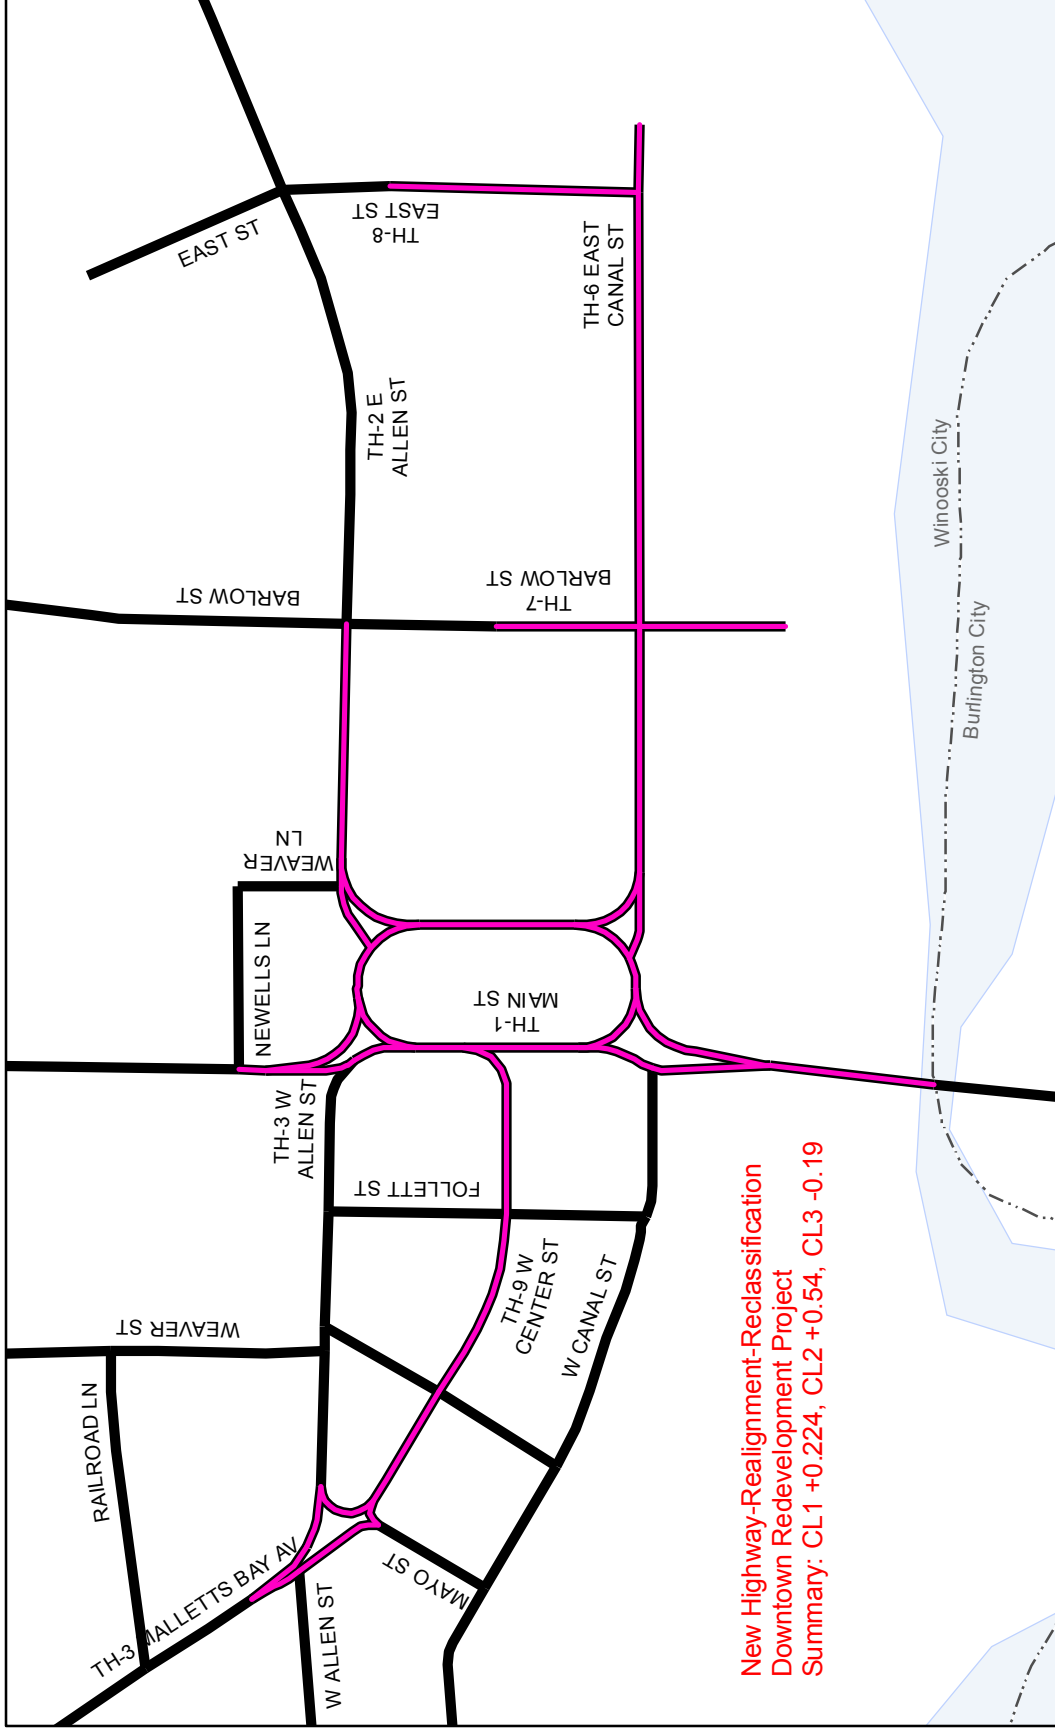 EAST ST
TH-8
EAST ST
TH-6 EAST
CANAL ST
TH-2 E
ALLEN ST
BARLOW ST
TH-7
BARLOW ST
Winooski City
Burlington City
WEAVER
LN
NEWELLS LN
TH-1
MAIN ST
TH-3 W
ALLEN ST
FOLLETT ST
TH-9 W
CENTER ST
W CANAL ST
WEAVER ST
RAILROAD LN
TH-3 MALLETTS BAY AV
MAYO ST
W ALLEN ST
New Highway-Realignment-Reclassification
Downtown Redevelopment Project
Summary: CL1 +0.224, CL2 +0.54, CL3 -0.19